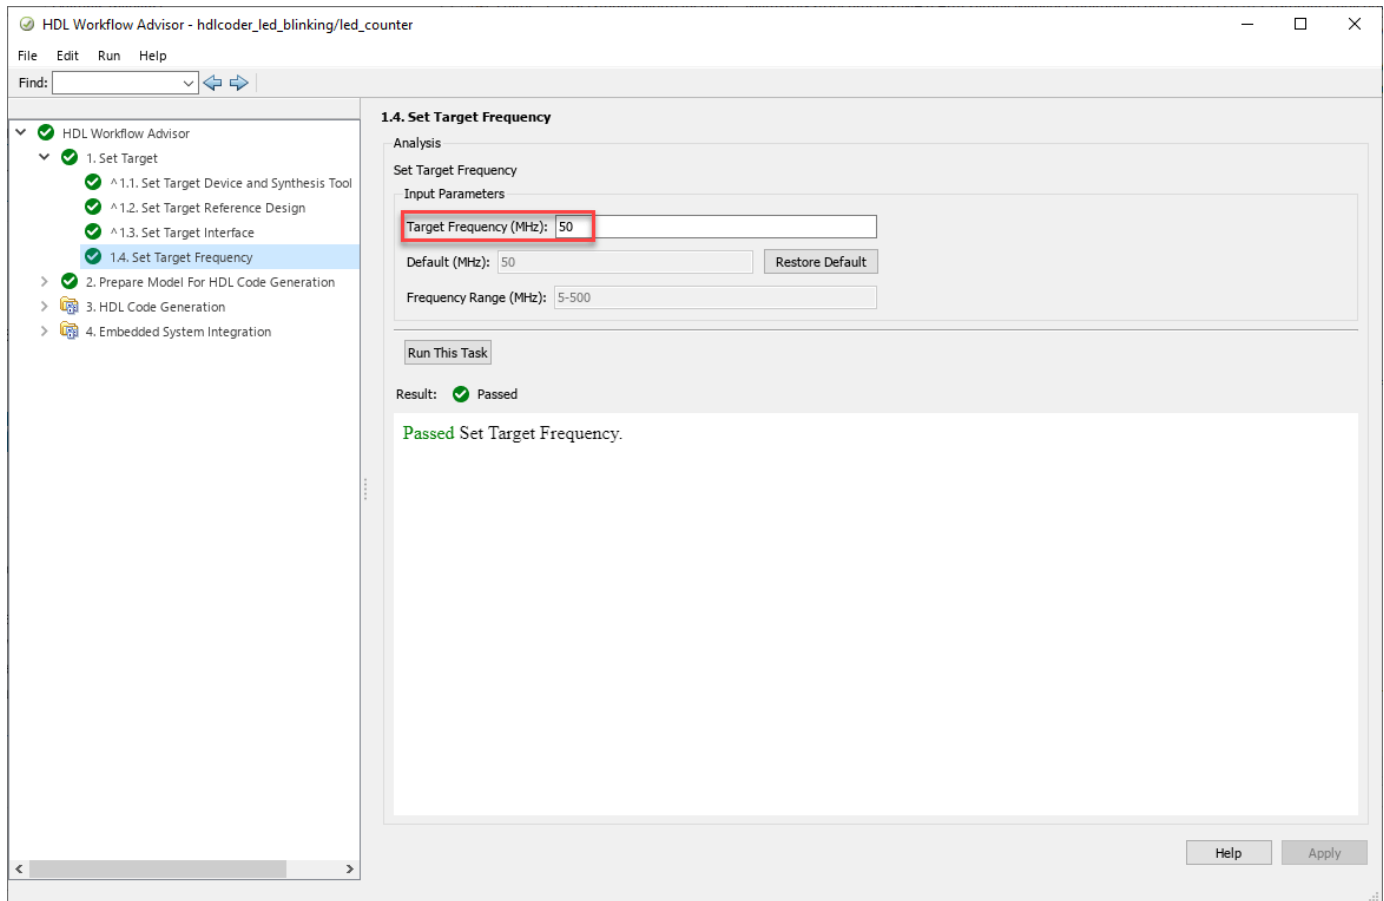 HDL Workflow Advisor - hdlcoder_led_blinking/led_counter
File Edit Run Help
Find:
HDL Workflow Advisor
1. Set Target
^1.1. Set Target Device and Synthesis Tool
^1.2. Set Target Reference Design
^1.3. Set Target Interface
1.4. Set Target Frequency
2. Prepare Model For HDL Code Generation
3. HDL Code Generation
4. Embedded System Integration
1.4. Set Target Frequency
Analysis
Set Target Frequency
Input Parameters
Target Frequency (MHz): 50
Default (MHz): 50 Restore Default
Frequency Range (MHz): 5-500
Run This Task
Result: Passed
Passed Set Target Frequency.
Help Apply